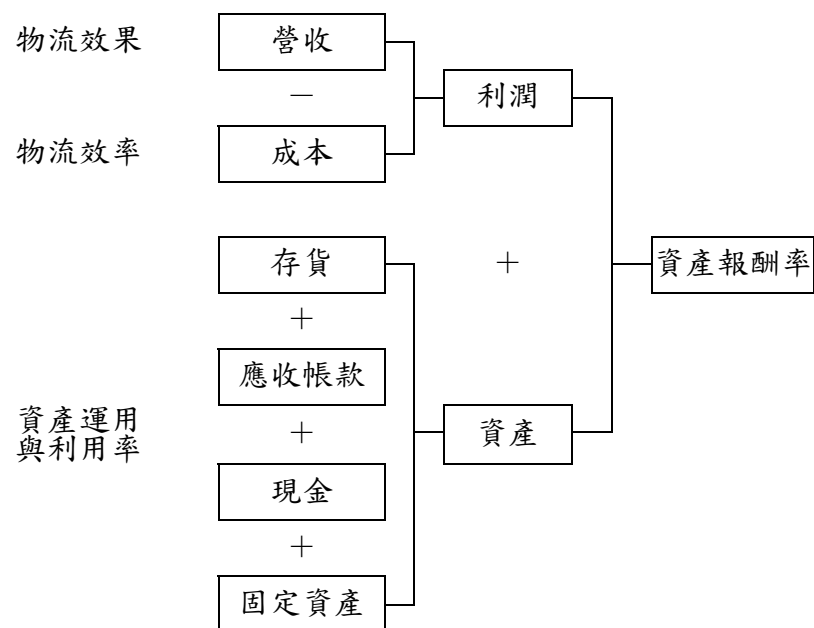 物流效果
營收
－
利潤
物流效率
成本
存貨
＋
資產報酬率
＋
應收帳款
資產運用
與利用率
＋
資產
現金
＋
固定資產